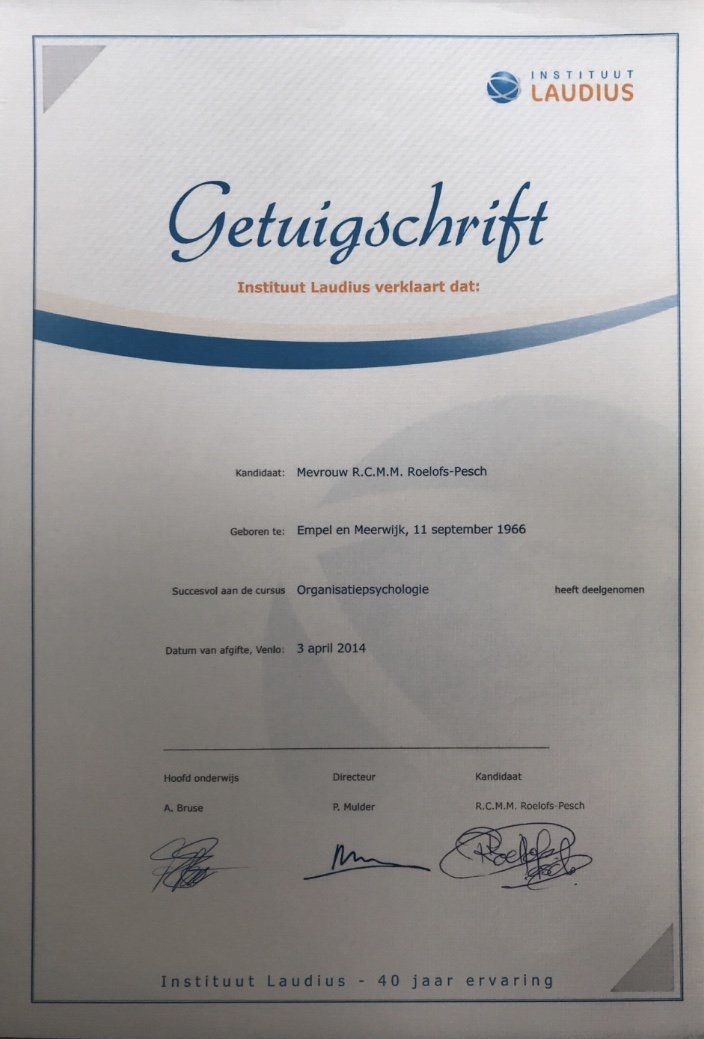 INSTITUUT
LAUDIUS
Getuigschrift
Instituut Laudius verklaart dat:
Kandidaat: Mevrouw R.C.M.M. Roelofs-Pesch
Geboren te: Empel en Meerwijk, 11 september 1966
Succesvol aan de cursus Organisatiepsychologie heeft deelgenomen
Datum van afgifte, Venlo: 3 april 2014
Hoofd onderwijs Directeur Kandidaat
A. Bruse P. Mulder R.C.M.M. Roelofs-Pesch
Instituut Laudius - 40 jaar ervaring